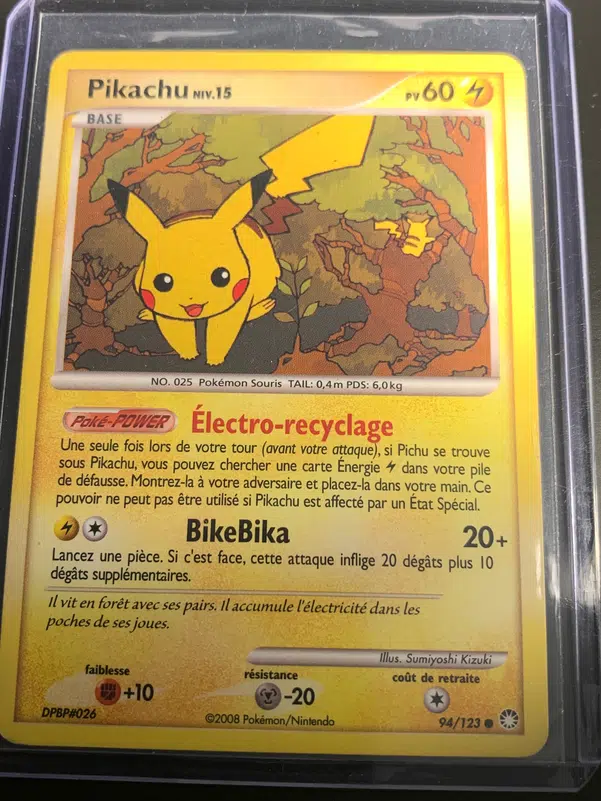 Pikachu NIV.15 PV 60
BASE
NO. 025 Pokémon Souris TAIL: 0,4m PDS: 6,0kg
Poké-POWER Électro-recyclage
Une seule fois lors de votre tour (avant votre attaque), si Pichu se trouve
sous Pikachu, vous pouvez chercher une carte Énergie dans votre pile
de défausse. Montrez-la à votre adversaire et placez-la dans votre main. Ce
pouvoir ne peut pas être utilisé si Pikachu est affecté par un État Spécial.
BikeBika 20+
Lancez une pièce. Si c'est face, cette attaque inflige 20 dégâts plus 10
dégâts supplémentaires.
Il vit en forêt avec ses pairs. Il accumule l'électricité dans les
poches de ses joues.
Illus. Sumiyoshi Kizuki
faiblesse résistance coût de retraite
+10 -20
DPBP#026 ©2008 Pokémon/Nintendo 94/123